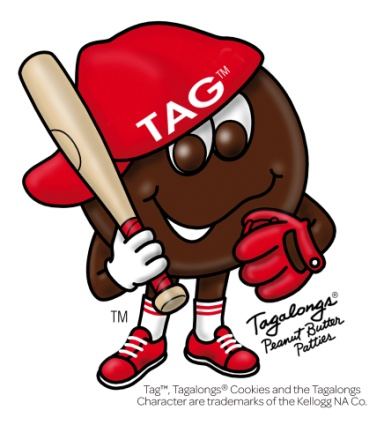 TAG™
TM
Tagalongs®
Peanut Butter
Patties
Tag™, Tagalongs® Cookies and the Tagalongs
Character are trademarks of the Kellogg NA Co.